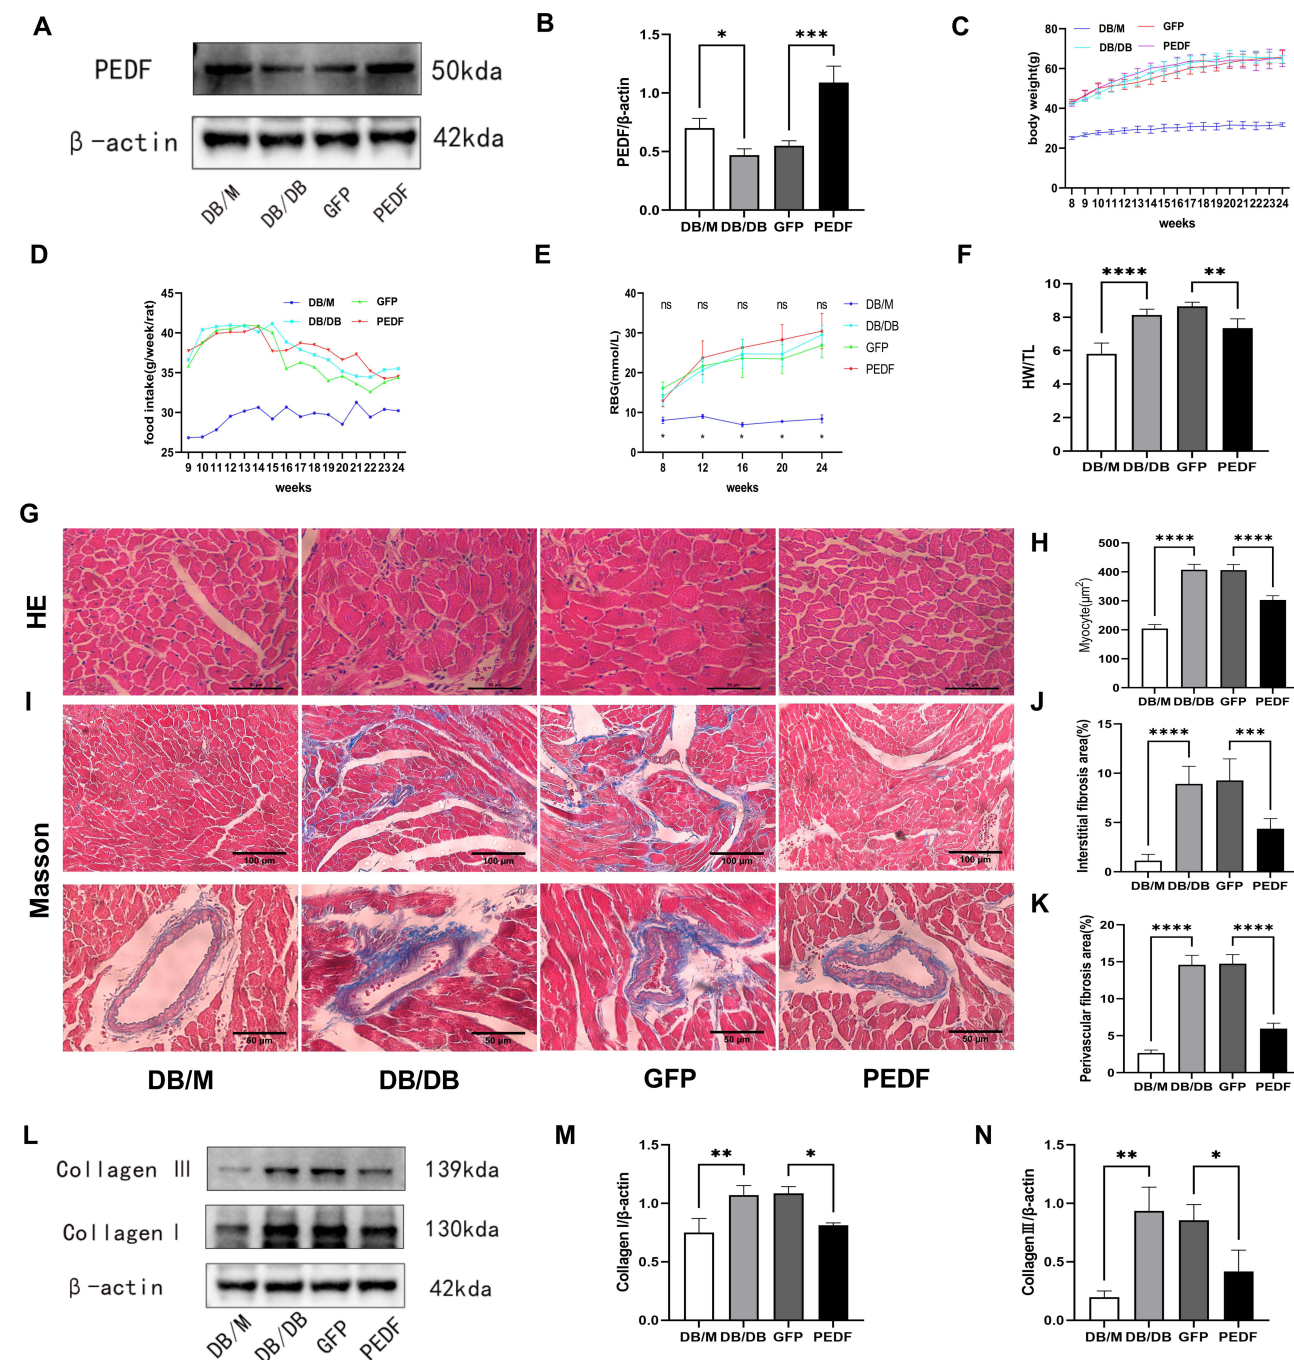 A
PEDF
50kda
β-actin
42kda
DB/M
DB/DB
GFP
PEDF
B
PEDF/β-actin
1.5
1.0
0.5
0.0
*
***
DB/M DB/DB GFP PEDF
C
body weight(g)
80
60
40
20
0
DB/M
GFP
DB/DB
PEDF
8 9 10 11 12 13 14 15 16 17 18 19 20 21 22 23 24
weeks
D
food intake(g/week/rat)
45
40
35
30
25
DB/M
GFP
DB/DB
PEDF
9 10 11 12 13 14 15 16 17 18 19 20 21 22 23 24
weeks
E
RBG(mmol/L)
40
30
20
10
0
ns ns ns ns ns
* * * * *
DB/M
DB/DB
GFP
PEDF
8 12 16 20 24
weeks
F
HW/TL
10
8
6
4
2
0
****
**
DB/M DB/DB GFP PEDF
G
HE
H
Myocyte(μm²)
500
400
300
200
100
0
****
****
DB/M DB/DB GFP PEDF
I
Masson
100 μm
100 μm
100 μm
100 μm
50 μm
50 μm
50 μm
50 μm
DB/M
DB/DB
GFP
PEDF
J
Interstitial fibrosis area(%)
15
10
5
0
****
***
DB/M DB/DB GFP PEDF
K
Perivascular fibrosis area(%)
20
15
10
5
0
****
****
DB/M DB/DB GFP PEDF
L
Collagen Ⅲ
139kda
Collagen Ⅰ
130kda
β-actin
42kda
DB/M
DB/DB
GFP
PEDF
M
Collagen I/β-actin
1.5
1.0
0.5
0.0
**
*
DB/M DB/DB GFP PEDF
N
Collagen Ⅲ/β-actin
1.5
1.0
0.5
0.0
**
*
DB/M DB/DB GFP PEDF